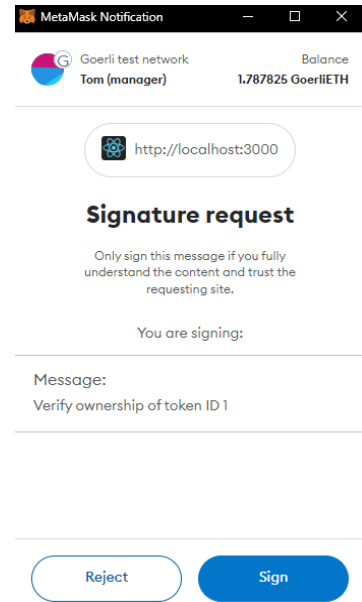 MetaMask Notification
G
Goerli test network
Balance
Tom (manager)
1.787825 GoerliETH
http://localhost:3000
Signature request
Only sign this message if you fully
understand the content and trust the
requesting site.
You are signing:
Message:
Verify ownership of token ID 1
Reject
Sign